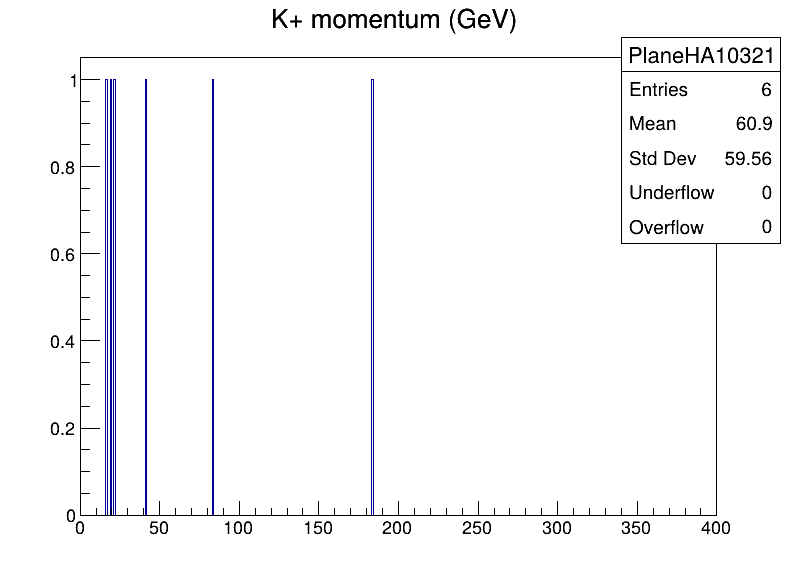 K+ momentum (GeV)
PlaneHA10321
Entries 6
Mean 60.9
Std Dev 59.56
Underflow 0
Overflow 0
1
0.8
0.6
0.4
0.2
0
0 50 100 150 200 250 300 350 400